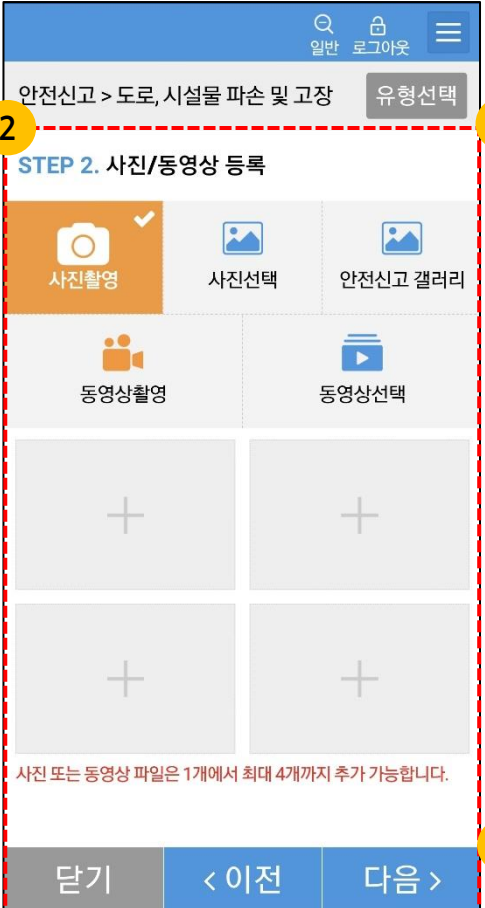 일반 로그아웃
안전신고 > 도로, 시설물 파손 및 고장 유형선택
2
STEP 2. 사진/동영상 등록
사진촬영 사진선택 안전신고 갤러리
동영상촬영 동영상선택
사진 또는 동영상 파일은 1개에서 최대 4개까지 추가 가능합니다.
닫기 < 이전 다음 >